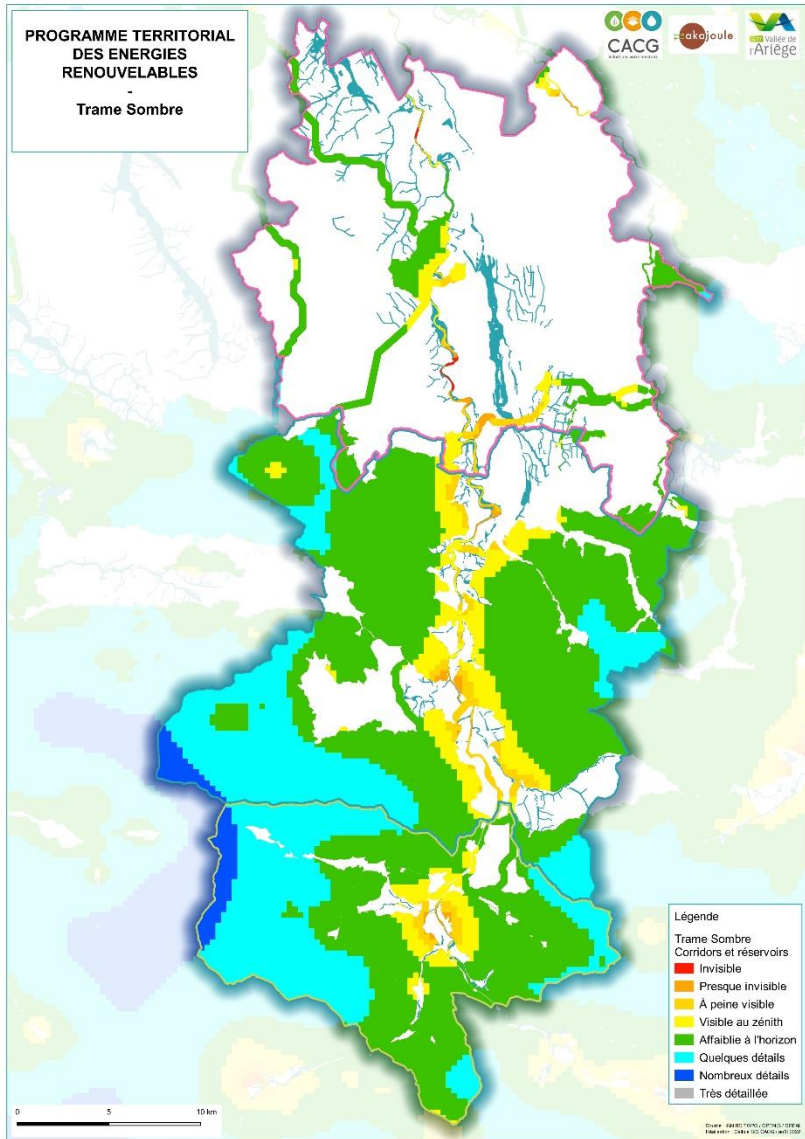 PROGRAMME TERRITORIAL
DES ENERGIES
RENOUVELABLES
-
Trame Sombre
CACG
akajoule
Vallée de
l'Ariège
Légende
Trame Sombre
Corridors et réservoirs
Invisible
Presque invisible
À peine visible
Visible au zénith
Affaiblie à l'horizon
Quelques détails
Nombreux détails
Très détaillée
0 5 10 km